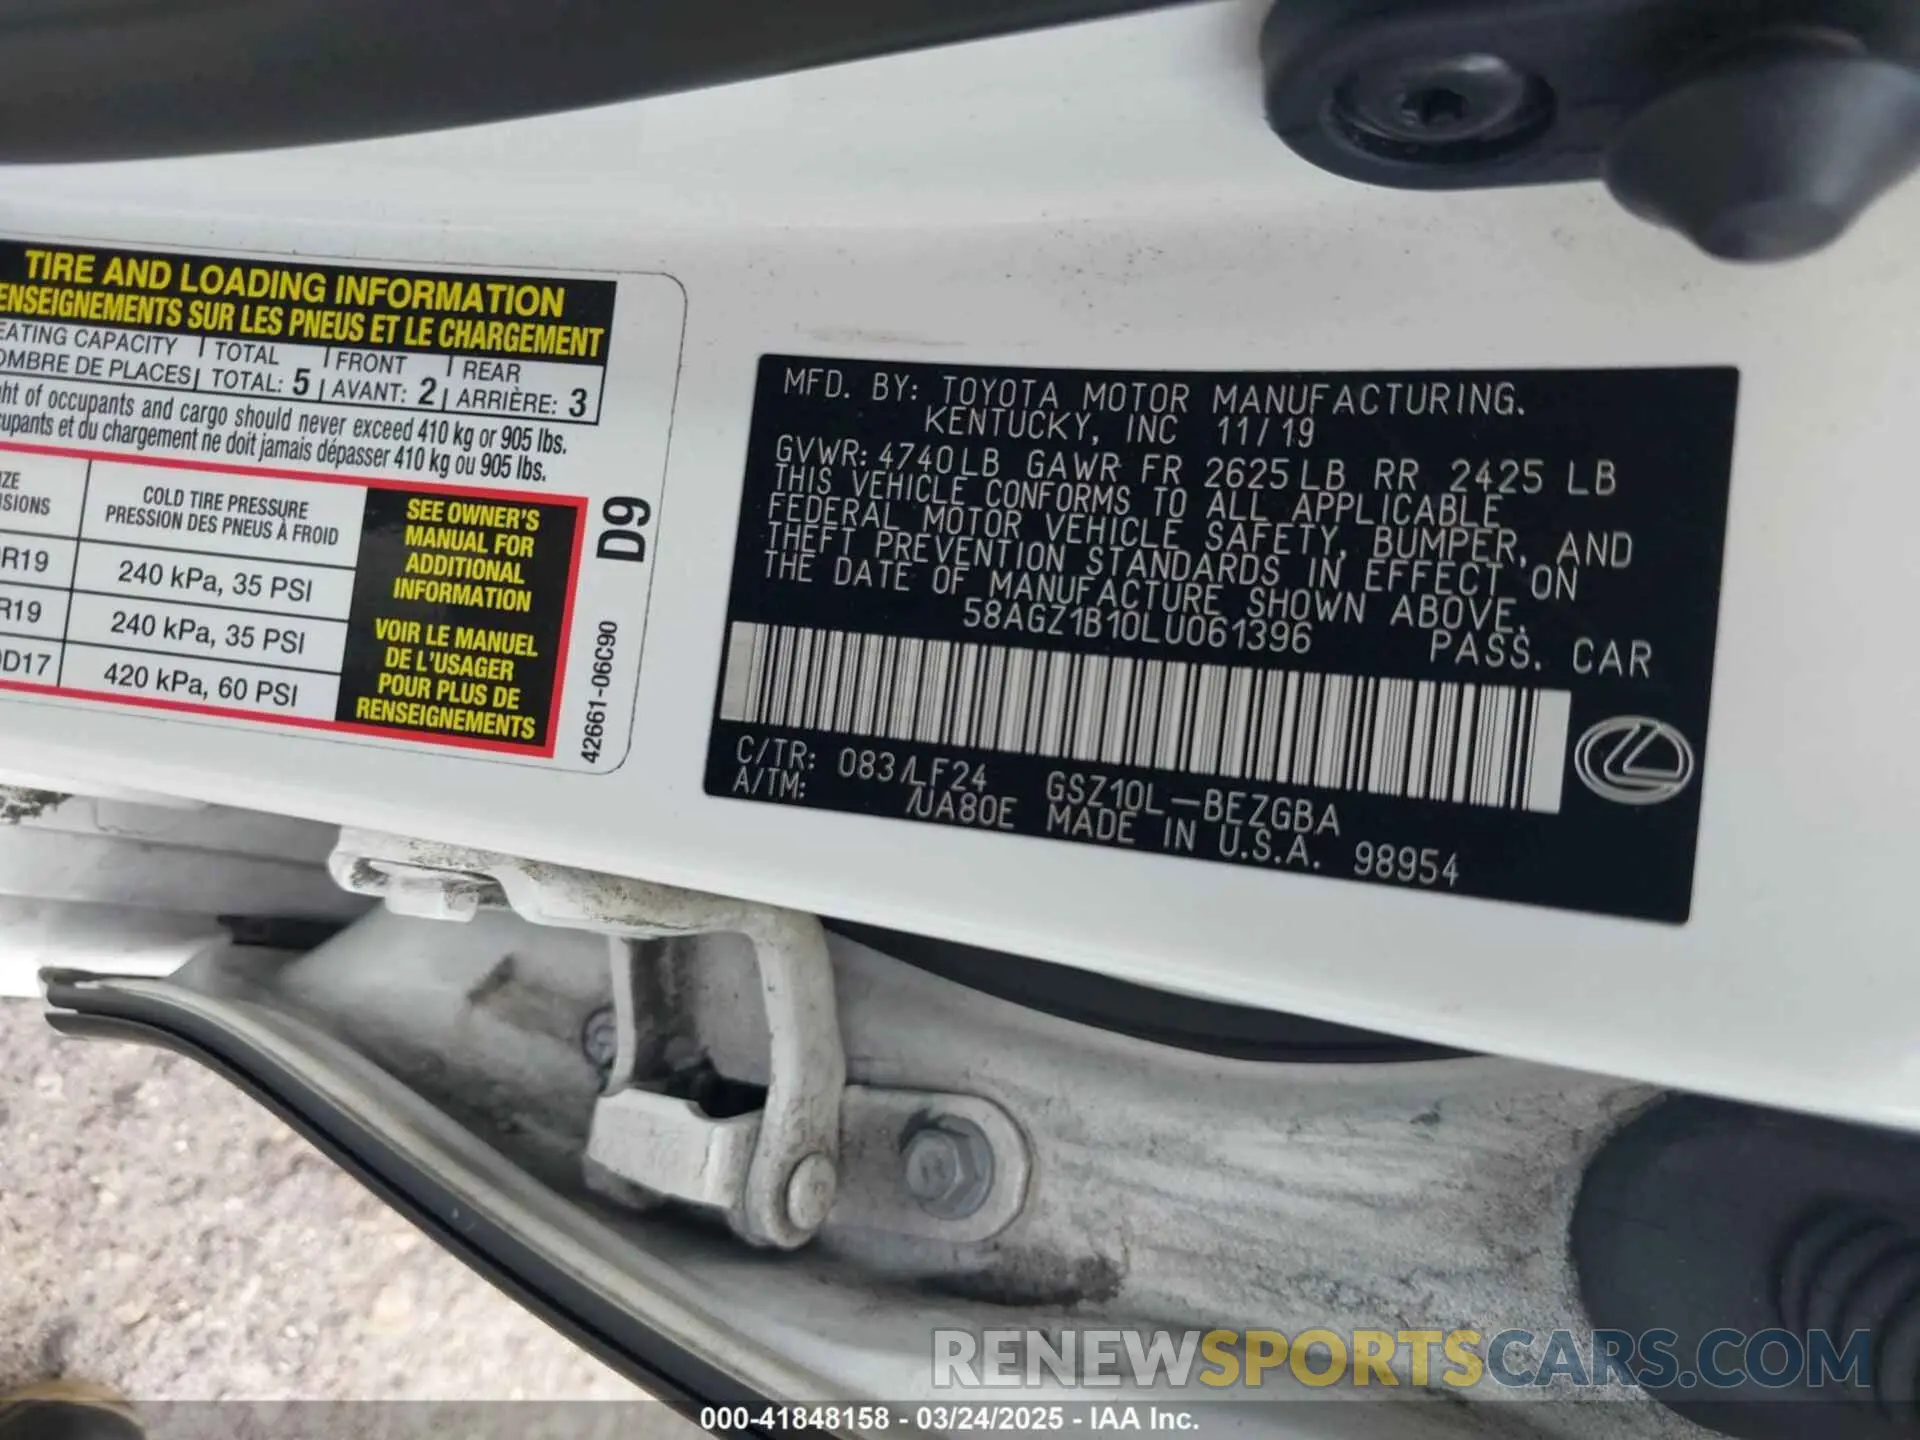 TIRE AND LOADING INFORMATION
ENSEIGNEMENTS SUR LES PNEUS ET LE CHARGEMENT
EATING CAPACITY | TOTAL | FRONT | REAR
OMBRE DE PLACES | TOTAL: 5 | AVANT: 2 | ARRIÈRE: 3
ht of occupants and cargo should never exceed 410 kg or 905 lbs.
cupants et du chargement ne doit jamais dépasser 410 kg ou 905 lbs.
ZE
SIONS
COLD TIRE PRESSURE
PRESSION DES PNEUS À FROID
R19
240 kPa, 35 PSI
R19
240 kPa, 35 PSI
D17
420 kPa, 60 PSI
SEE OWNER'S
MANUAL FOR
ADDITIONAL
INFORMATION
VOIR LE MANUEL
DE L'USAGER
POUR PLUS DE
RENSEIGNEMENTS
D9
42661-06C90
MFD. BY: TOYOTA MOTOR MANUFACTURING.
KENTUCKY, INC 11/19
GVWR: 4740LB GAWR FR 2625LB RR 2425 LB
THIS VEHICLE CONFORMS TO ALL APPLICABLE
FEDERAL MOTOR VEHICLE SAFETY, BUMPER, AND
THEFT PREVENTION STANDARDS IN EFFECT ON
THE DATE OF MANUFACTURE SHOWN ABOVE.
58AGZ1B10LU061396 PASS. CAR
C/TR: 083/LF24 GSZ10L-BEZGBA
A/TM: /UA80E MADE IN U.S.A. 98954
RENEWSPORTSCARS.COM
000-41848158 - 03/24/2025 - IAA Inc.